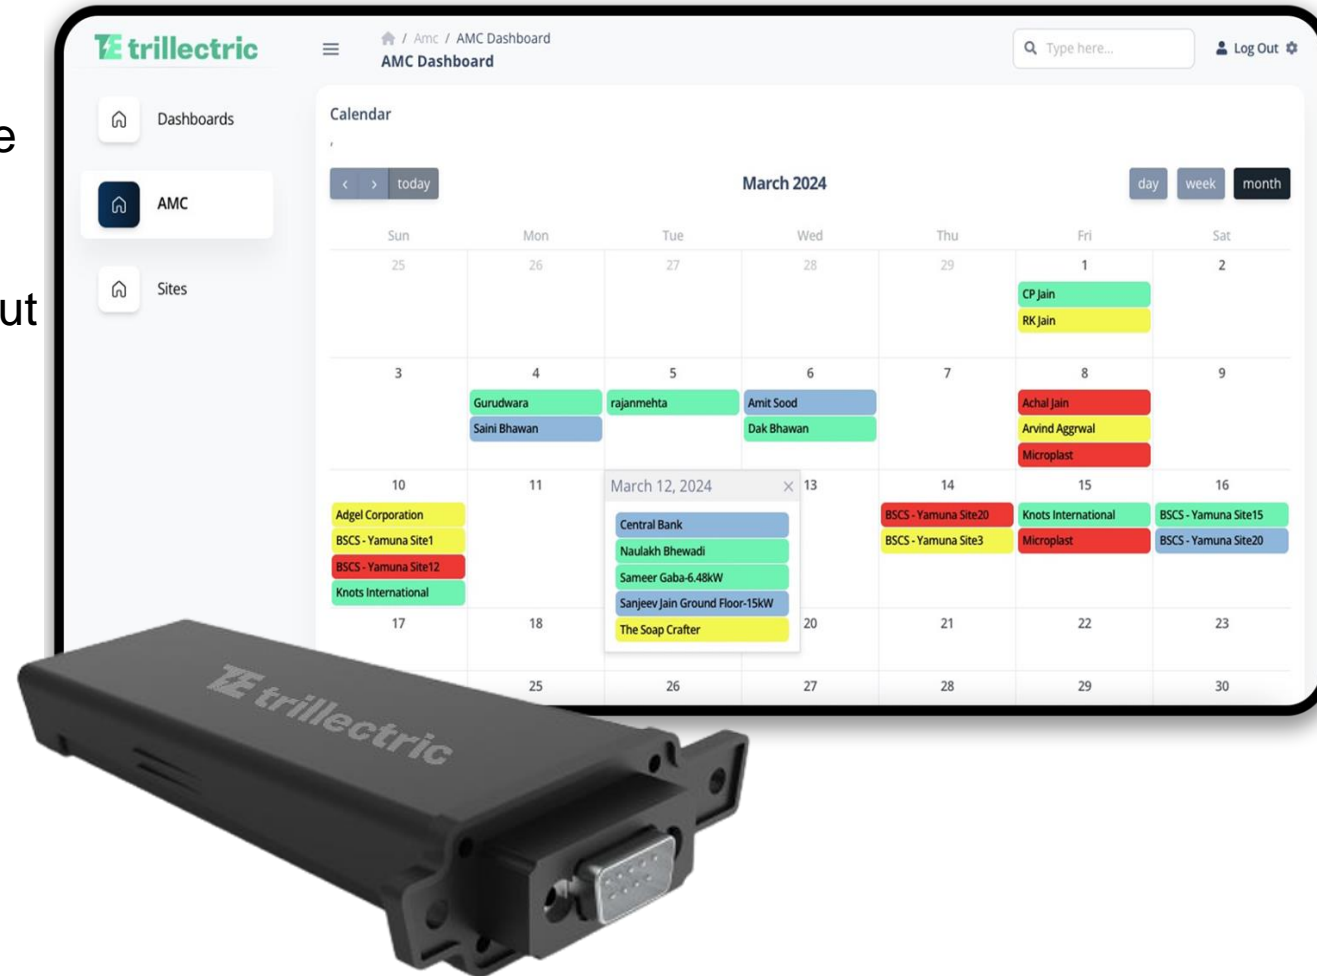 trillectric
/ Amc / AMC Dashboard
AMC Dashboard
Type here...
Log Out
e
ut
Dashboards
AMC
Sites
Calendar
,
< > today
March 2024
day week month
Sun Mon Tue Wed Thu Fri Sat
25 26 27 28 29 1 2
CP Jain
RK Jain
3 4 5 6 7 8 9
Gurudwara rajanmehta Amit Sood Achal Jain
Saini Bhawan Dak Bhawan Arvind Aggrwal
Microplast
10 11 13 14 15 16
Adgel Corporation BSCS - Yamuna Site20 Knots International BSCS - Yamuna Site15
BSCS - Yamuna Site1 BSCS - Yamuna Site3 Microplast BSCS - Yamuna Site20
BSCS - Yamuna Site12
Knots International
March 12, 2024 ×
Central Bank
Naulakh Bhewadi
Sameer Gaba-6.48kW
Sanjeev Jain Ground Floor-15kW
The Soap Crafter
17 18 20 21 22 23
25 26 27 28 29 30
trillectric